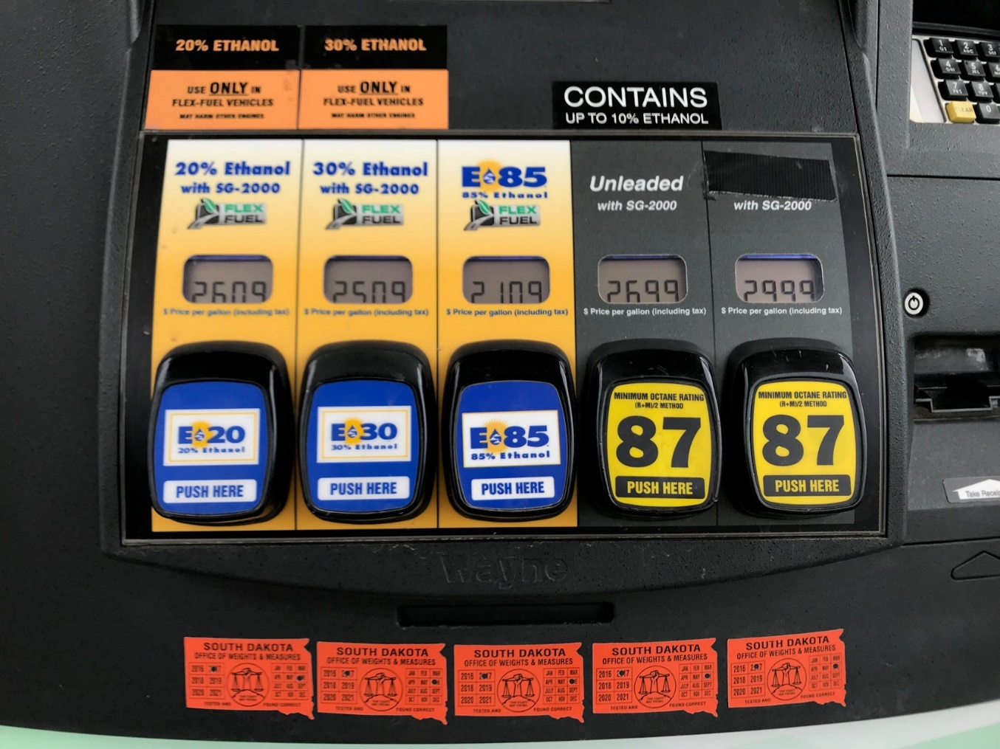 20% ETHANOL
USE ONLY IN
FLEX-FUEL VEHICLES
MAY HARM OTHER ENGINES
30% ETHANOL
USE ONLY IN
FLEX-FUEL VEHICLES
MAY HARM OTHER ENGINES
CONTAINS
UP TO 10% ETHANOL
20% Ethanol
with SG-2000
FLEX
FUEL
30% Ethanol
with SG-2000
FLEX
FUEL
E85
85% Ethanol
FLEX
FUEL
Unleaded
with SG-2000
with SG-2000
2609
2509
2109
2699
2999
$ Price per gallon (including tax)
$ Price per gallon (including tax)
$ Price per gallon (including tax)
$ Price per gallon (including tax)
$ Price per gallon (including tax)
E20
20% Ethanol
PUSH HERE
E30
30% Ethanol
PUSH HERE
E85
85% Ethanol
PUSH HERE
MINIMUM OCTANE RATING
(R+M)/2 METHOD
87
PUSH HERE
MINIMUM OCTANE RATING
(R+M)/2 METHOD
87
PUSH HERE
CLEAR
Take Receipt
Wayne
SOUTH DAKOTA
OFFICE OF WEIGHTS & MEASURES
2016
2018 2019
2020 2021
JAN FEB MAR
APR MAY
JULY AUG SEPT
OCT NOV DEC
TESTED AND FOUND CORRECT
SOUTH DAKOTA
OFFICE OF WEIGHTS & MEASURES
2016
2018 2019
2020 2021
JAN FEB MAR
APR MAY
JULY AUG SEPT
OCT NOV DEC
TESTED AND FOUND CORRECT
SOUTH DAKOTA
OFFICE OF WEIGHTS & MEASURES
2016 2017
2018 2019
2020 2021
JAN FEB MAR
APR MAY
JULY AUG SEPT
OCT NOV DEC
TESTED AND FOUND CORRECT
SOUTH DAKOTA
OFFICE OF WEIGHTS & MEASURES
2016 2017
2018 2019
2020 2021
JAN FEB MAR
APR MAY
JULY AUG SEPT
OCT NOV DEC
TESTED AND FOUND CORRECT
SOUTH DAKOTA
OFFICE OF WEIGHTS & MEASURES
2016 2017
2018 2019
2020 2021
JAN FEB MAR
APR MAY
JULY AUG SEPT
OCT NOV DEC
TESTED AND FOUND CORRECT